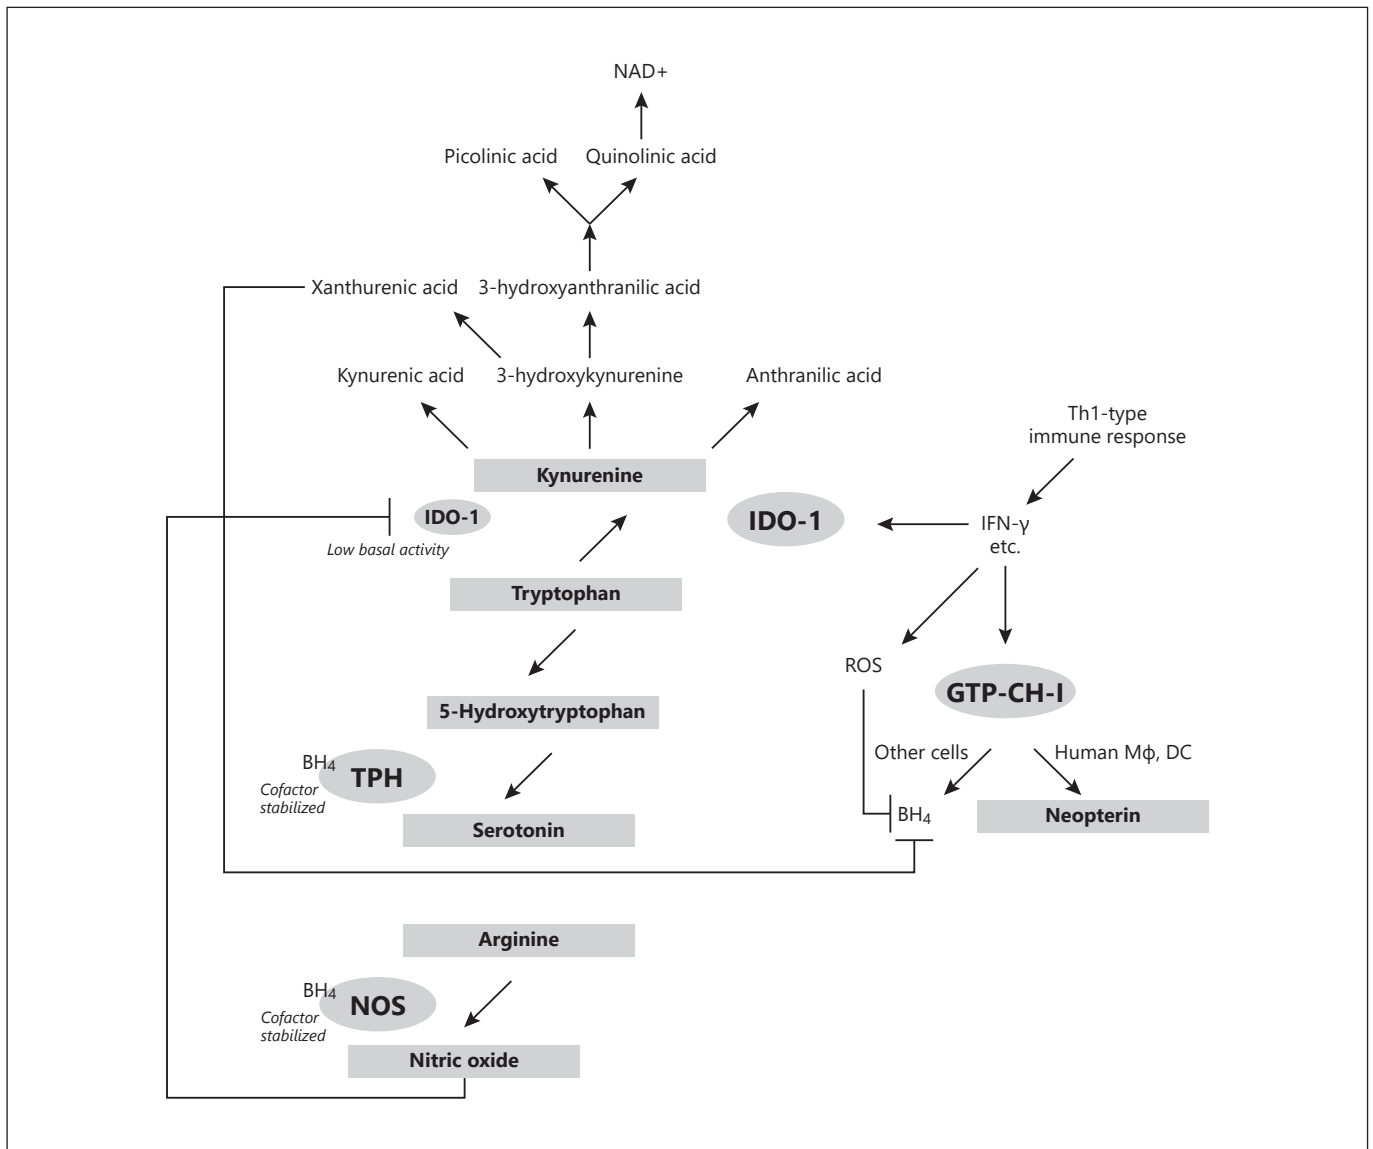 NAD+
Picolinic acid
Quinolinic acid
Xanthurenic acid
3-hydroxyanthranilic acid
Kynurenic acid
3-hydroxykynurenine
Anthranilic acid
Th1-type
immune response
Kynurenine
IDO-1
Low basal activity
IDO-1
IFN-γ
etc.
Tryptophan
ROS
GTP-CH-I
5-Hydroxytryptophan
Other cells
Human Mφ, DC
BH4
TPH
Cofactor
stabilized
BH4
Neopterin
Serotonin
Arginine
BH4
NOS
Cofactor
stabilized
Nitric oxide